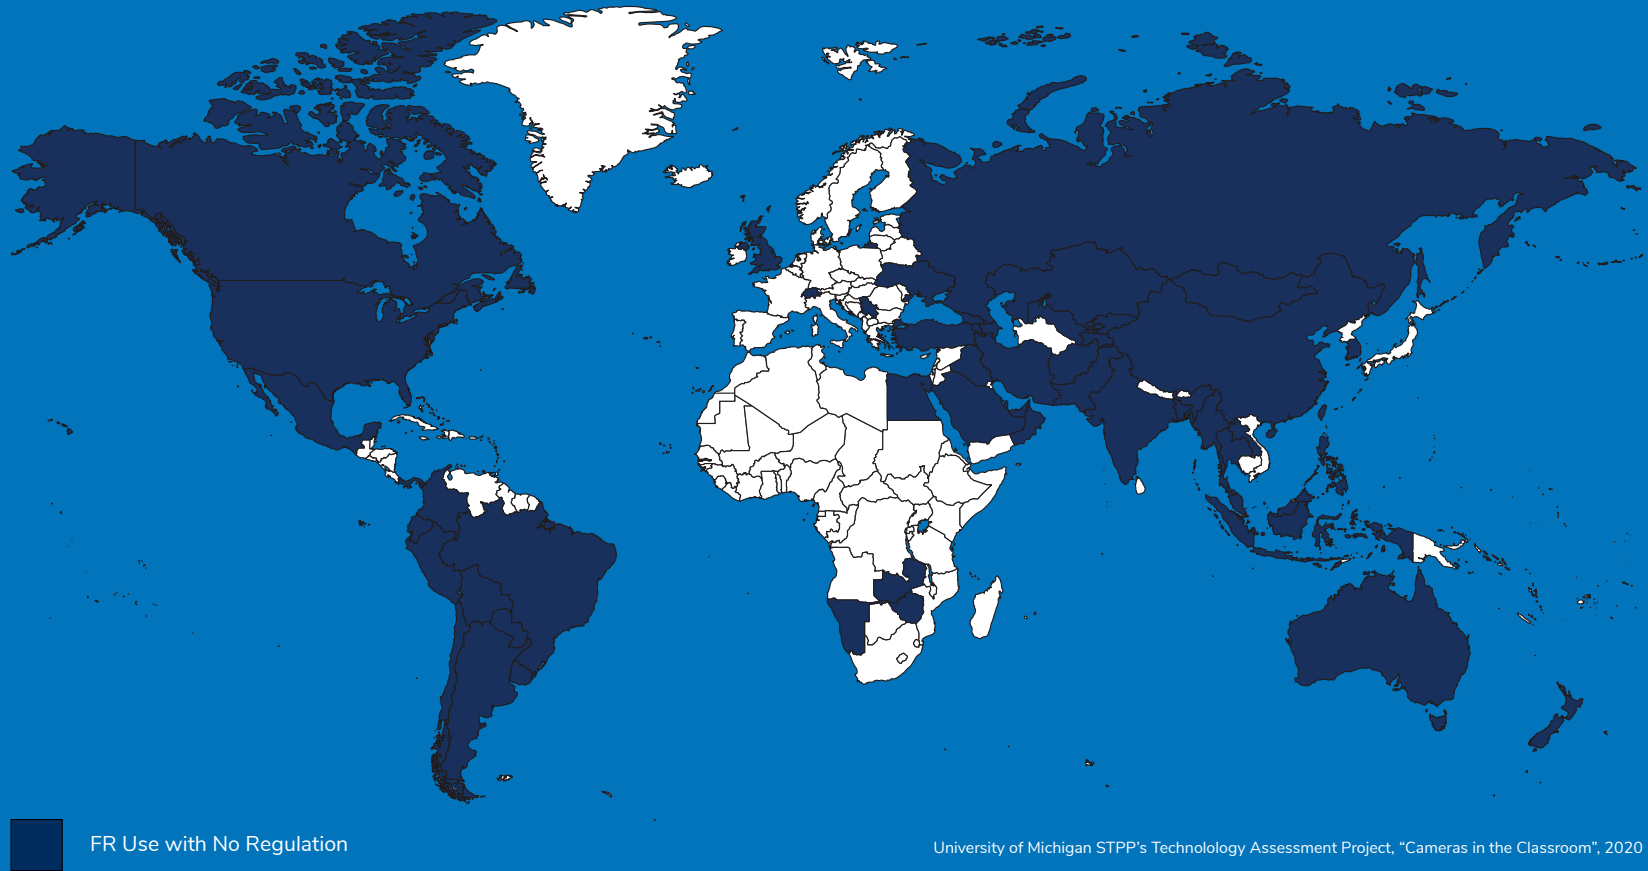 FR Use with No Regulation
University of Michigan STPP’s Technolology Assessment Project, “Cameras in the Classroom”, 2020